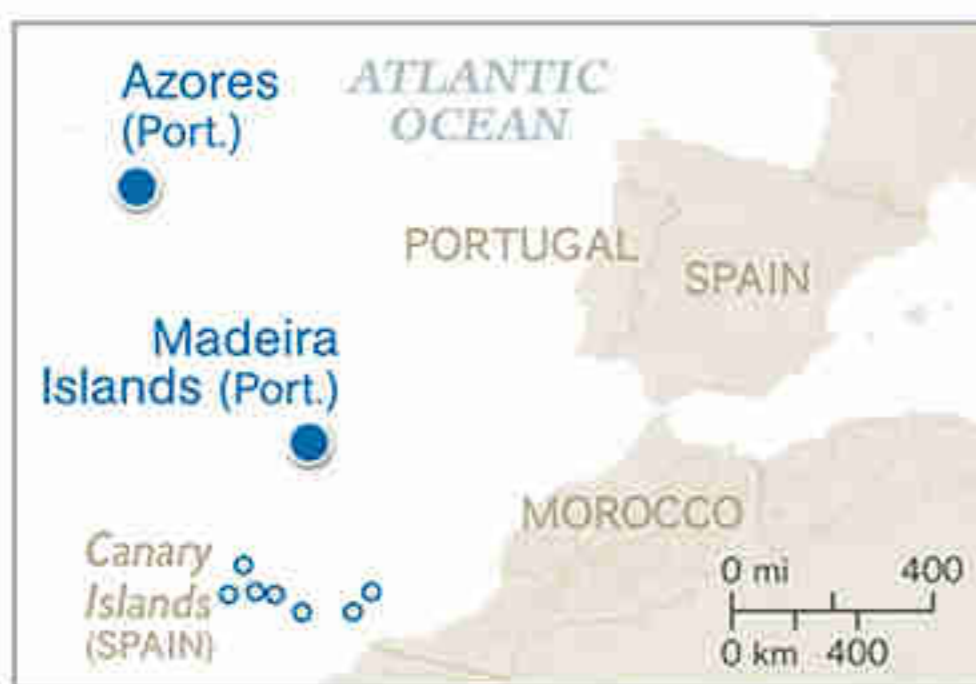 Azores
(Port.)
ATLANTIC
OCEAN
PORTUGAL
SPAIN
Madeira
Islands (Port.)
MOROCCO
Canary
Islands
(SPAIN)
0 mi 400
0 km 400